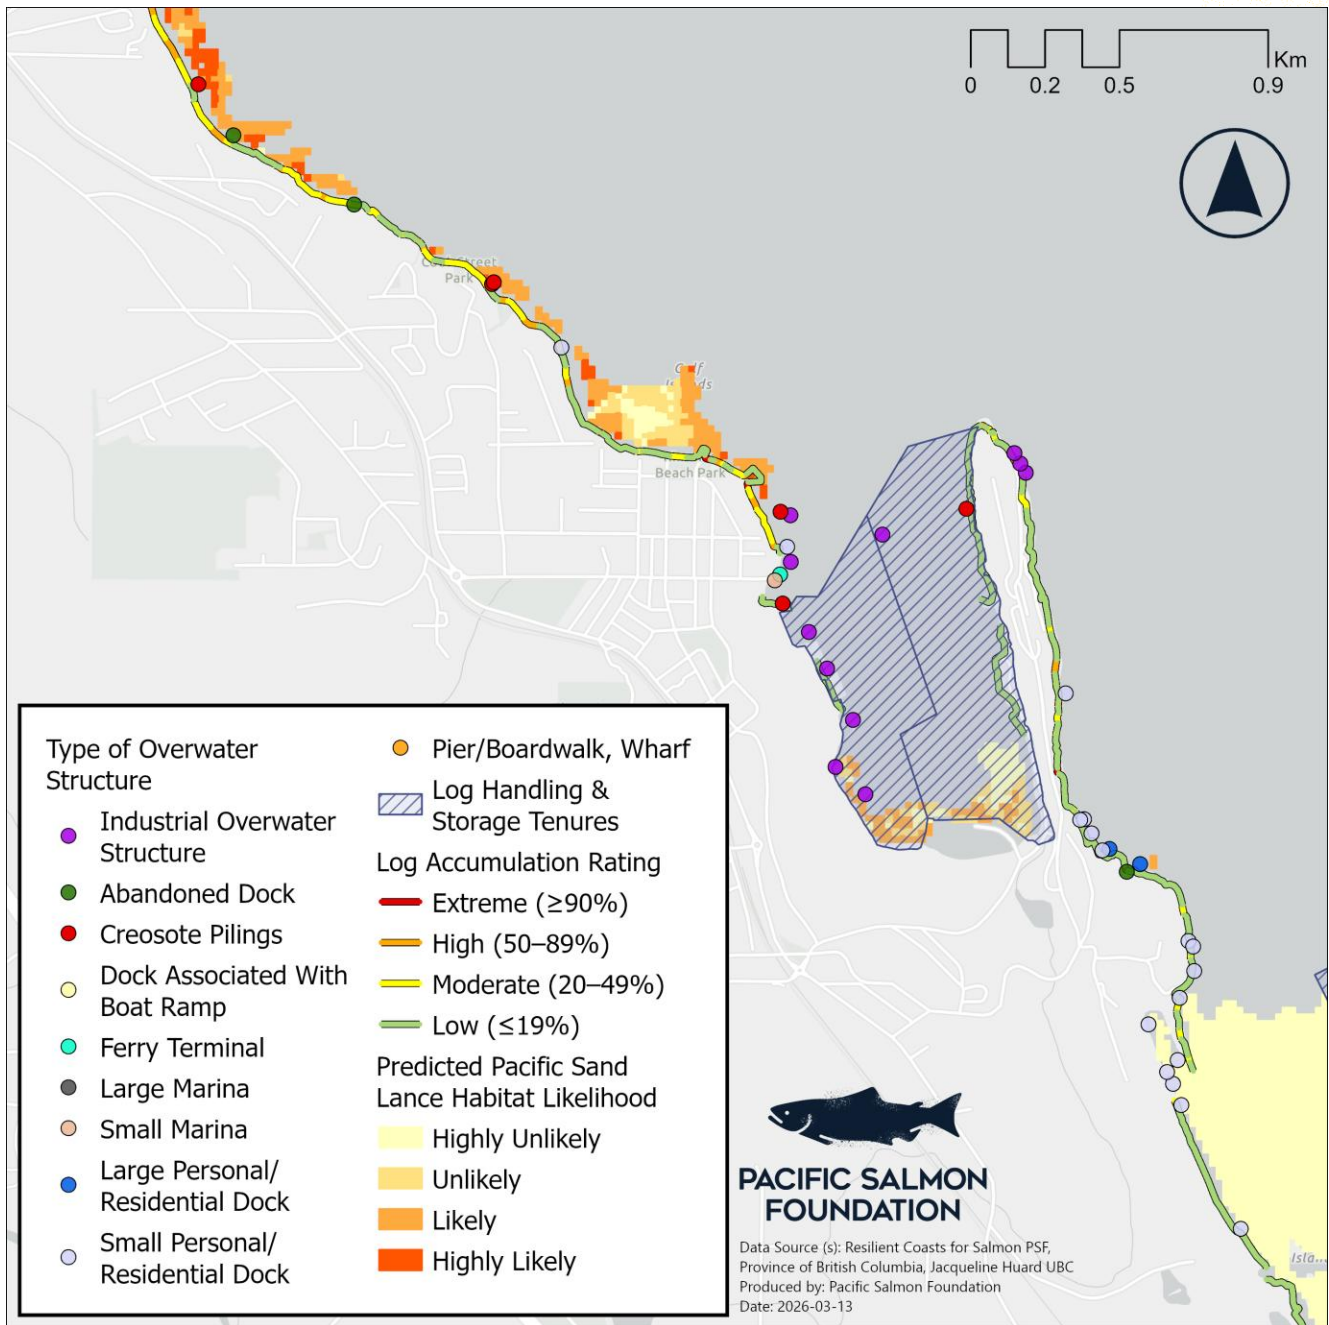 Km
0 0.2 0.5 0.9
Park
Beach Park
Type of Overwater
Structure
Industrial Overwater
Structure
Abandoned Dock
Creosote Pilings
Dock Associated With
Boat Ramp
Ferry Terminal
Large Marina
Small Marina
Large Personal/
Residential Dock
Small Personal/
Residential Dock
Pier/Boardwalk, Wharf
Log Handling &
Storage Tenures
Log Accumulation Rating
Extreme (≥90%)
High (50–89%)
Moderate (20–49%)
Low (≤19%)
Predicted Pacific Sand
Lance Habitat Likelihood
Highly Unlikely
Unlikely
Likely
Highly Likely
PACIFIC SALMON
FOUNDATION
Data Source (s): Resilient Coasts for Salmon PSF,
Province of British Columbia, Jacqueline Huard UBC
Produced by: Pacific Salmon Foundation
Date: 2026-03-13
Isla...